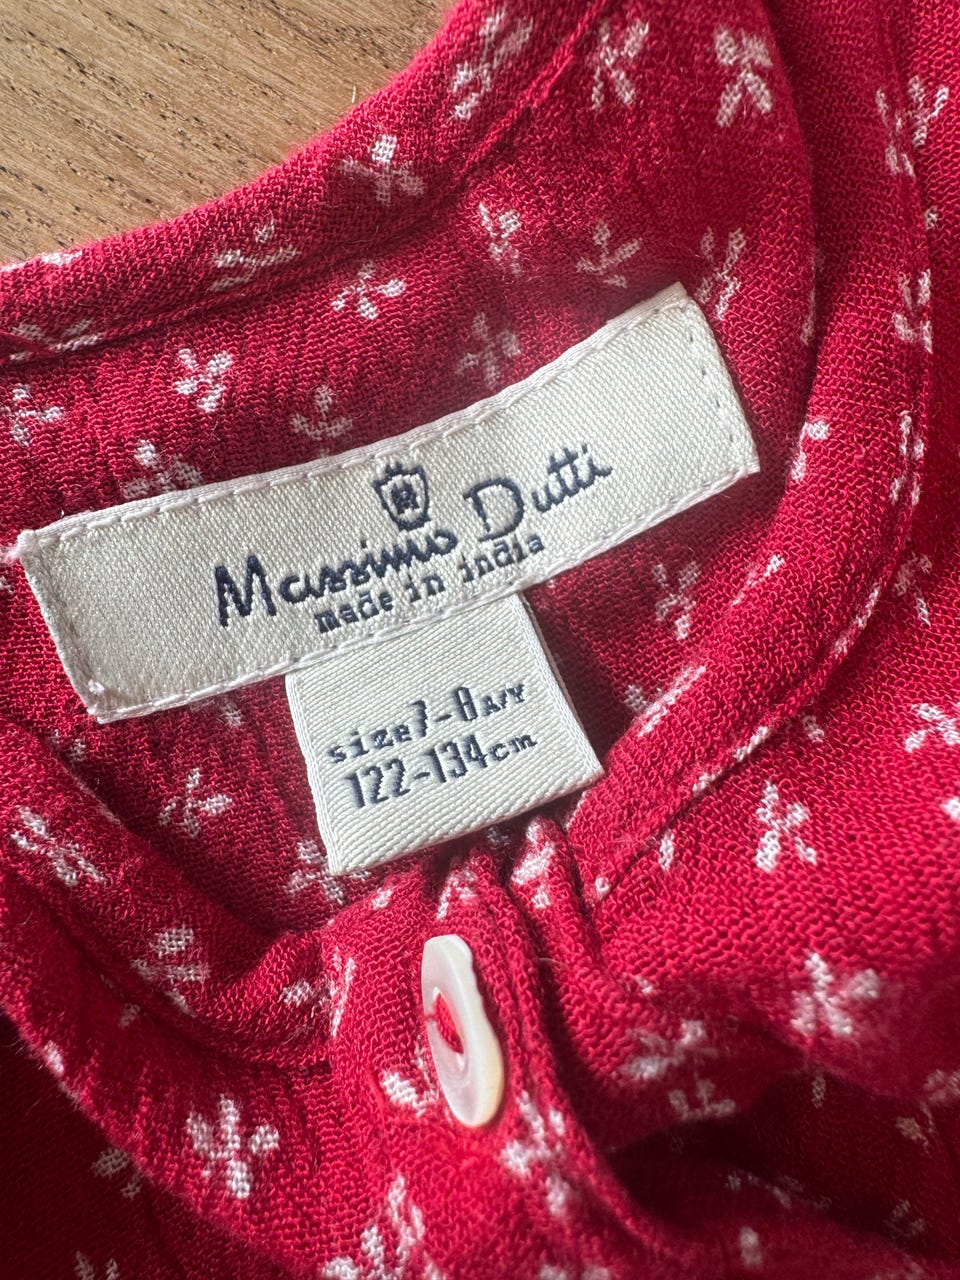 Massimo Dutti
made in india
size 7-8 A/Y
122-134cm